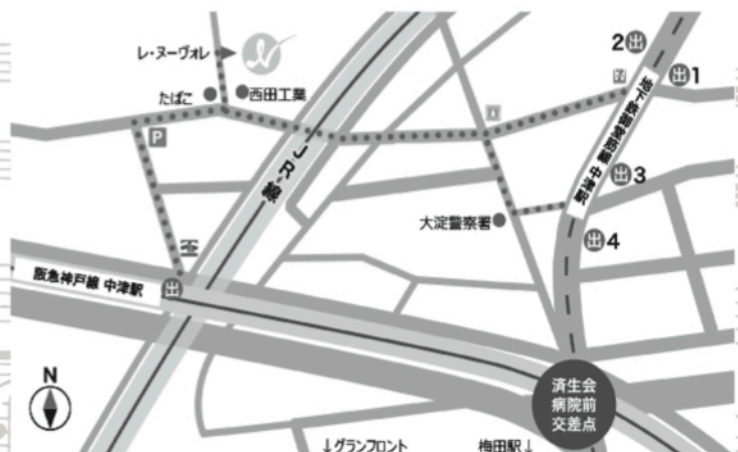 レ・ヌーヴォレ
N
2出
出1
たばこ
西田工業
P
JR線
地下鉄御堂筋線 中津駅
出3
大淀警察署
出4
阪急神戸線 中津駅
出
N
済生会
病院前
交差点
↓グランフロント
梅田駅↓